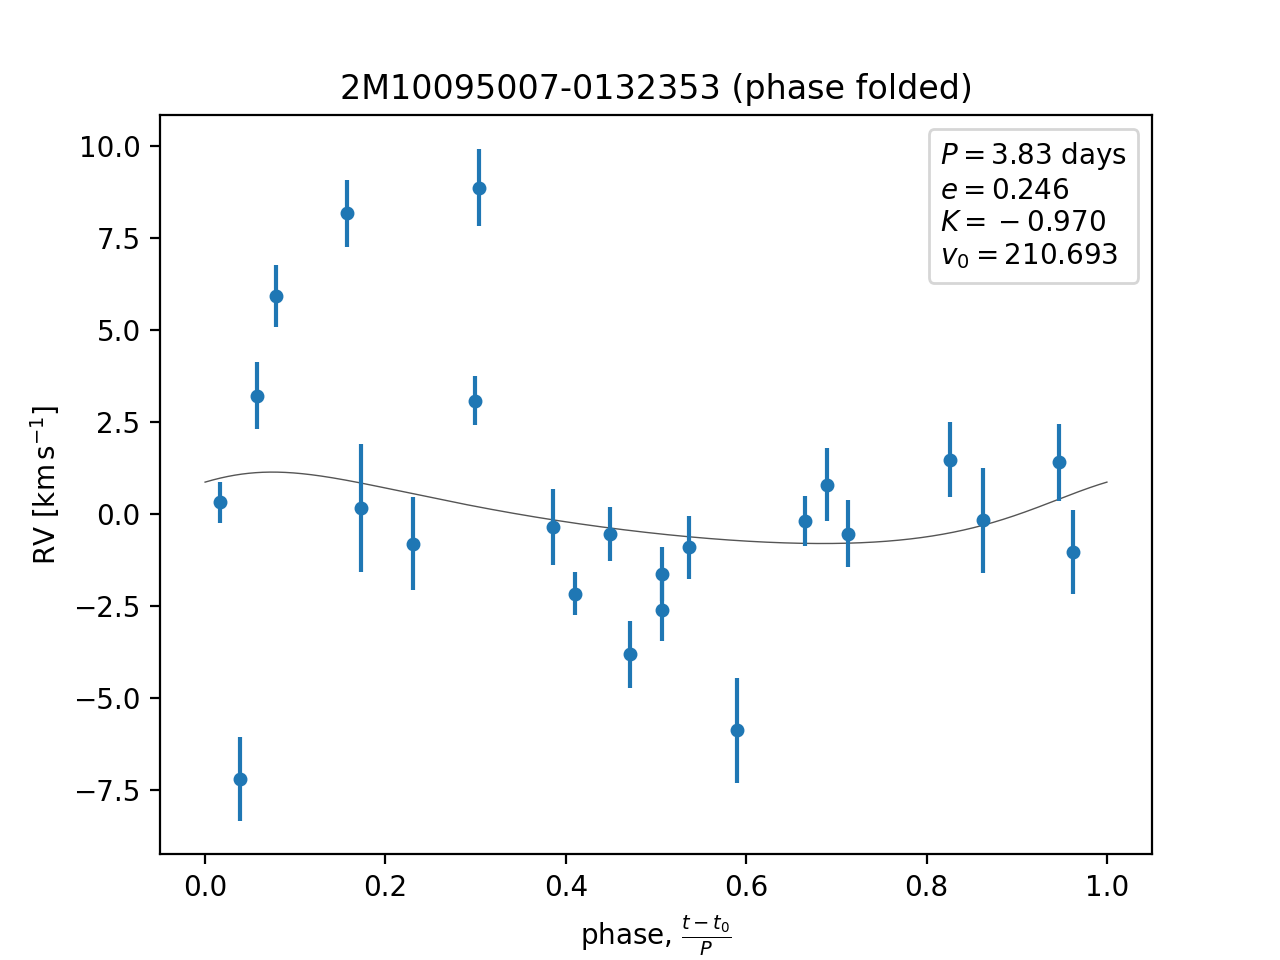 2M10095007-0132353 (phase folded)
P = 3.83 days
e = 0.246
K = −0.970
v₀ = 210.693
RV [km s⁻¹]
10.0
7.5
5.0
2.5
0.0
−2.5
−5.0
−7.5
0.0 0.2 0.4 0.6 0.8 1.0
phase, (t − t₀)/P